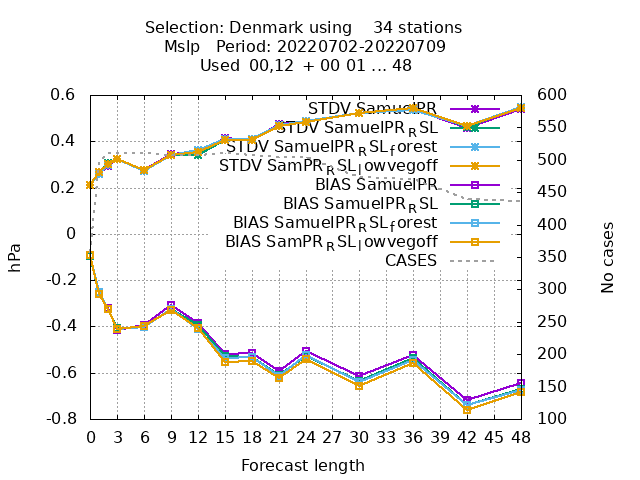 Selection: Denmark using    34 stations
Mslp   Period: 20220702-20220709
Used  00,12  + 00 01 ... 48
0.6
0.4
0.2
0
-0.2
-0.4
-0.6
-0.8
hPa
600
550
500
450
400
350
300
250
200
150
100
No cases
STDV SamuelPR
STDV SamuelPR_RSL
STDV SamuelPR_RSL_forest
STDV SamPR_RSL_lowvegoff
BIAS SamuelPR
BIAS SamuelPR_RSL
BIAS SamuelPR_RSL_forest
BIAS SamPR_RSL_lowvegoff
CASES
0 3 6 9 12 15 18 21 24 27 30 33 36 39 42 45 48
Forecast length